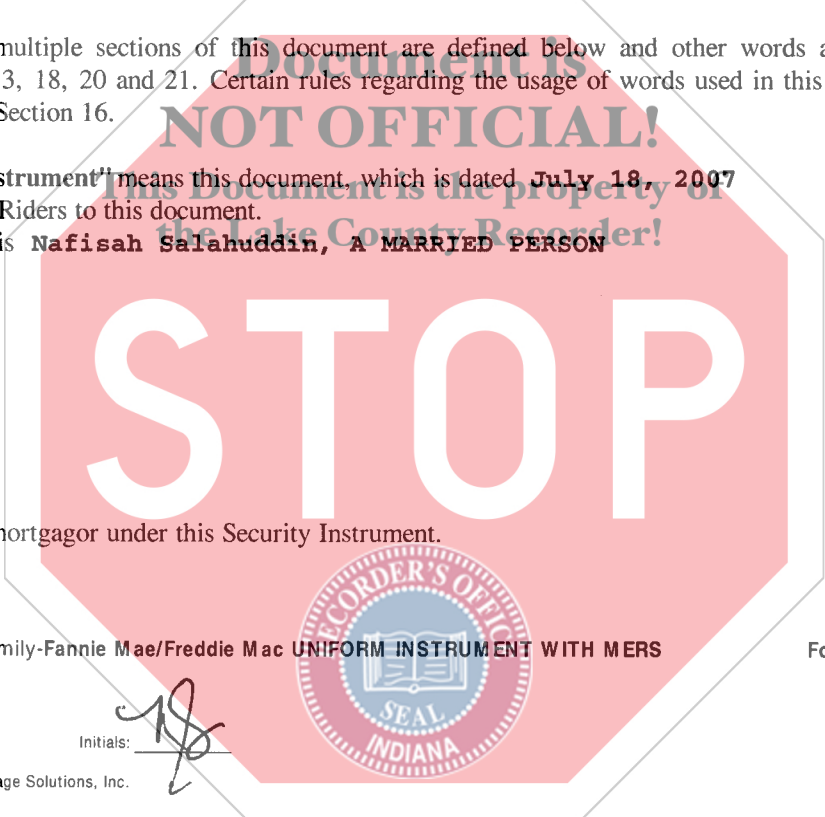 multiple sections of this document are defined below and other words a
Document is
3, 18, 20 and 21. Certain rules regarding the usage of words used in this
Section 16.
NOT OFFICIAL!
strument" means this document, which is dated July 18, 2007
This Document is the property of
Riders to this document.
the Lake County Recorder!
is Nafisah Salahuddin, A MARRIED PERSON
STOP
mortgagor under this Security Instrument.
RECORDER'S OFFIC
mily-Fannie Mae/Freddie Mac UNIFORM INSTRUMENT WITH MERS
Fo
SEAL
INDIANA
Initials: NS
age Solutions, Inc.